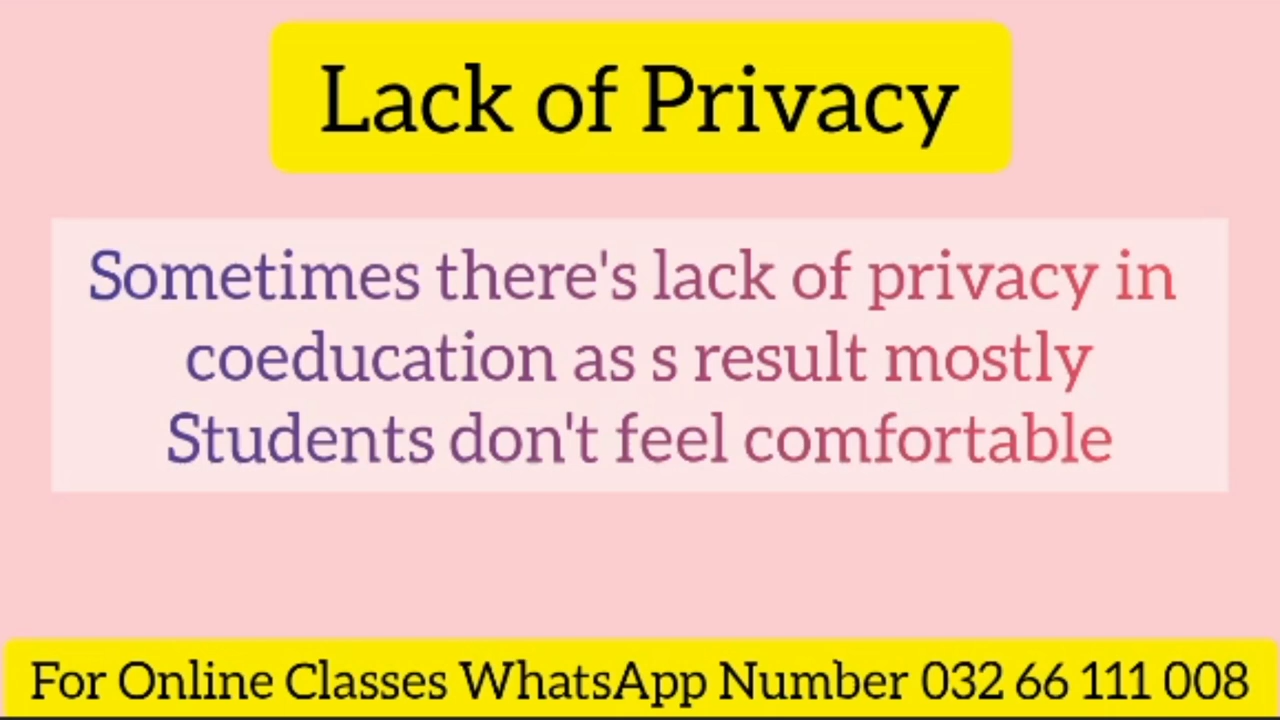 Lack of Privacy
Sometimes there's lack of privacy in
coeducation as s result mostly
Students don't feel comfortable
For Online Classes WhatsApp Number 032 66 111 008